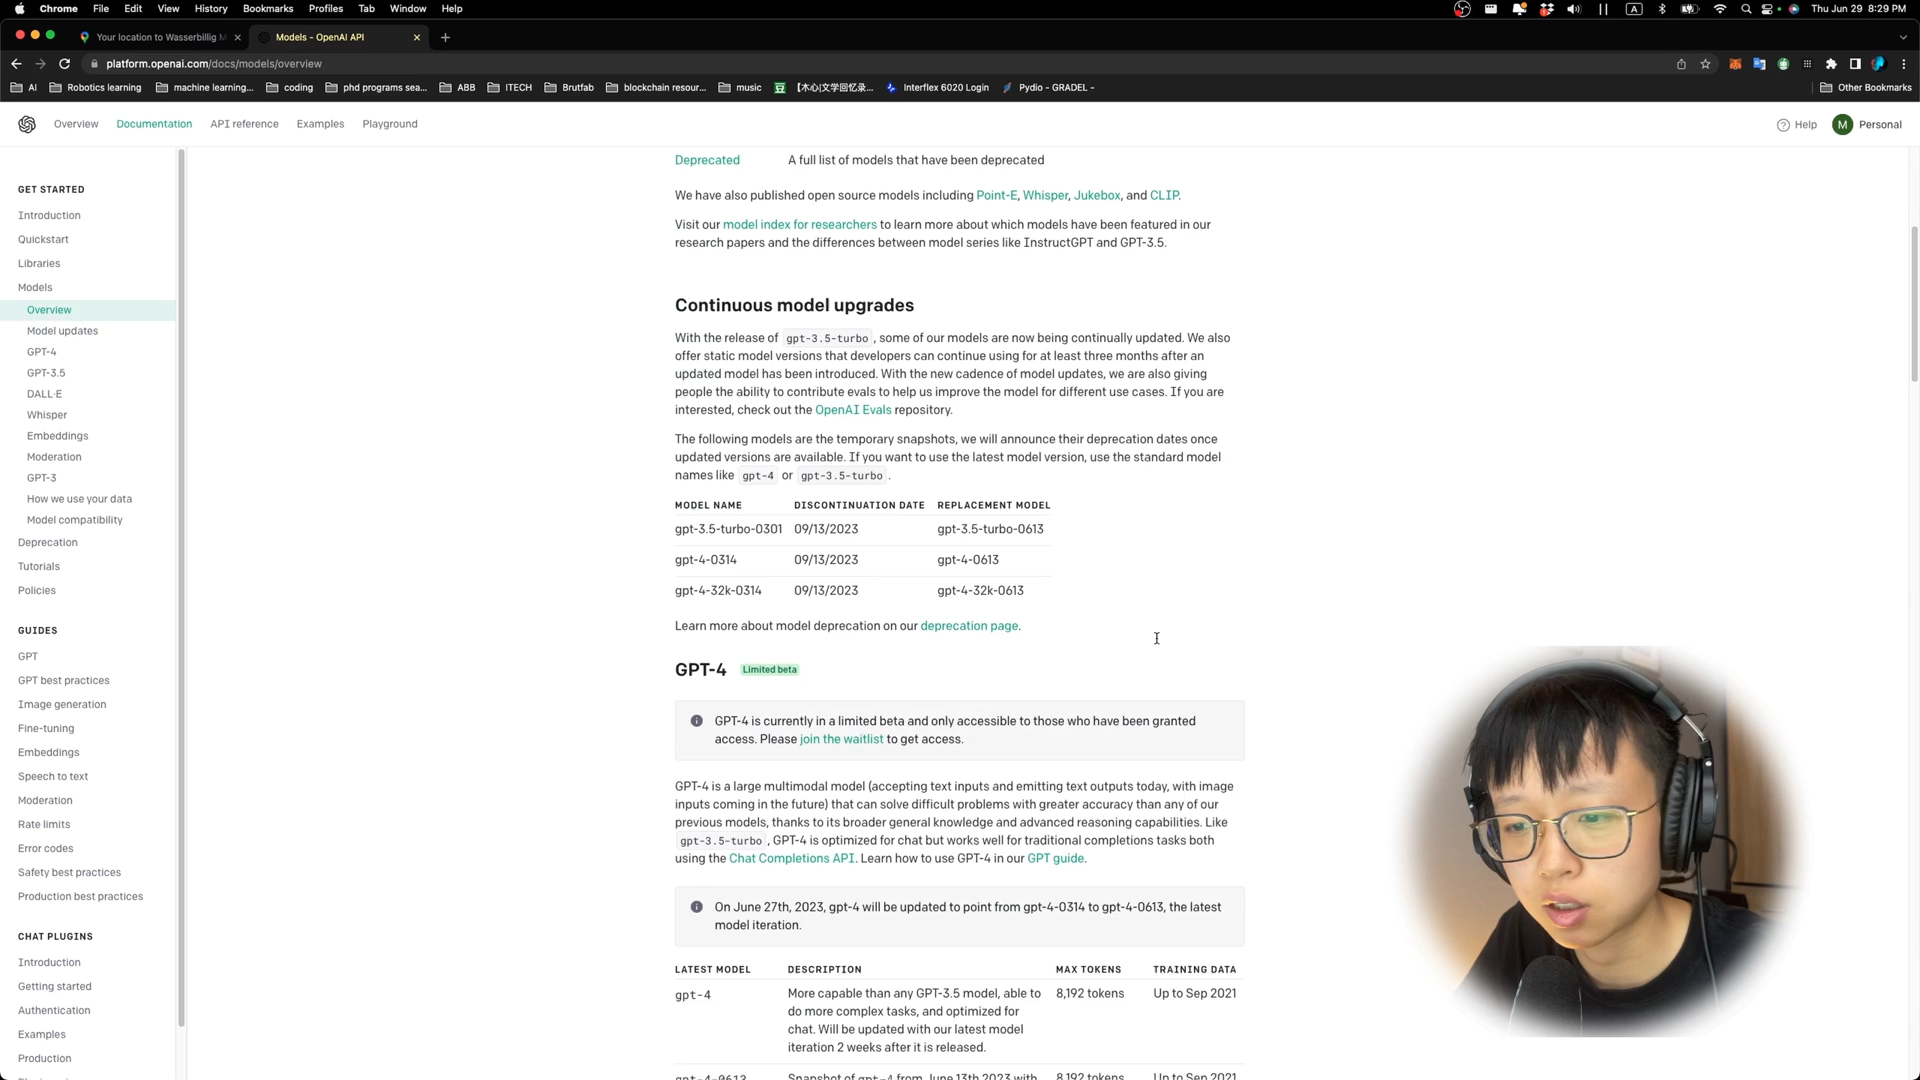 Chrome File Edit View History Bookmarks Profiles Tab Window Help
A
Thu Jun 29 8:29 PM
Your location to Wasserbillig
Models - OpenAI API
platform.openai.com/docs/models/overview
AI Robotics learning machine learning... coding phd programs sea... ABB ITECH Brutfab blockchain resour... music 【木心|文学回忆录... Interflex 6020 Login Pydio - GRADEL - Other Bookmarks
Overview Documentation API reference Examples Playground Help M Personal
GET STARTED
Introduction
Quickstart
Libraries
Models
Overview
Model updates
GPT-4
GPT-3.5
DALL·E
Whisper
Embeddings
Moderation
GPT-3
How we use your data
Model compatibility
Deprecation
Tutorials
Policies
GUIDES
GPT
GPT best practices
Image generation
Fine-tuning
Embeddings
Speech to text
Moderation
Rate limits
Error codes
Safety best practices
Production best practices
CHAT PLUGINS
Introduction
Getting started
Authentication
Examples
Production
Deprecated A full list of models that have been deprecated
We have also published open source models including Point-E, Whisper, Jukebox, and CLIP.
Visit our model index for researchers to learn more about which models have been featured in our
research papers and the differences between model series like InstructGPT and GPT-3.5.
Continuous model upgrades
With the release of gpt-3.5-turbo, some of our models are now being continually updated. We also
offer static model versions that developers can continue using for at least three months after an
updated model has been introduced. With the new cadence of model updates, we are also giving
people the ability to contribute evals to help us improve the model for different use cases. If you are
interested, check out the OpenAI Evals repository.
The following models are the temporary snapshots, we will announce their deprecation dates once
updated versions are available. If you want to use the latest model version, use the standard model
names like gpt-4 or gpt-3.5-turbo.
MODEL NAME DISCONTINUATION DATE REPLACEMENT MODEL
gpt-3.5-turbo-0301 09/13/2023 gpt-3.5-turbo-0613
gpt-4-0314 09/13/2023 gpt-4-0613
gpt-4-32k-0314 09/13/2023 gpt-4-32k-0613
Learn more about model deprecation on our deprecation page.
GPT-4 Limited beta
GPT-4 is currently in a limited beta and only accessible to those who have been granted
access. Please join the waitlist to get access.
GPT-4 is a large multimodal model (accepting text inputs and emitting text outputs today, with image
inputs coming in the future) that can solve difficult problems with greater accuracy than any of our
previous models, thanks to its broader general knowledge and advanced reasoning capabilities. Like
gpt-3.5-turbo, GPT-4 is optimized for chat but works well for traditional completions tasks both
using the Chat Completions API. Learn how to use GPT-4 in our GPT guide.
On June 27th, 2023, gpt-4 will be updated to point from gpt-4-0314 to gpt-4-0613, the latest
model iteration.
LATEST MODEL DESCRIPTION MAX TOKENS TRAINING DATA
gpt-4 More capable than any GPT-3.5 model, able to 8,192 tokens Up to Sep 2021
do more complex tasks, and optimized for
chat. Will be updated with our latest model
iteration 2 weeks after it is released.
gpt-4-0613 Snapshot of gpt-4 from June 13th 2023 with 8,192 tokens Up to Sep 2021